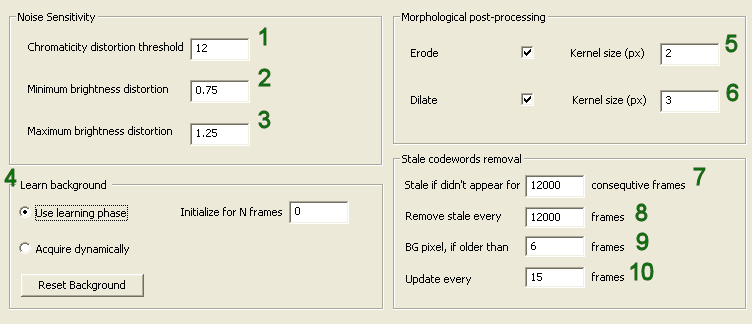 Noise Sensitivity
Chromaticity distortion threshold 12 1
Minimum brightness distortion 0.75 2
Maximum brightness distortion 1.25 3
4 Learn background
Use learning phase Initialize for N frames 0
Acquire dynamically
Reset Background
Morphological post-processing
Erode Kernel size (px) 2 5
Dilate Kernel size (px) 3 6
Stale codewords removal
Stale if didn't appear for 12000 consequtive frames 7
Remove stale every 12000 frames 8
BG pixel, if older than 6 frames 9
Update every 15 frames 10